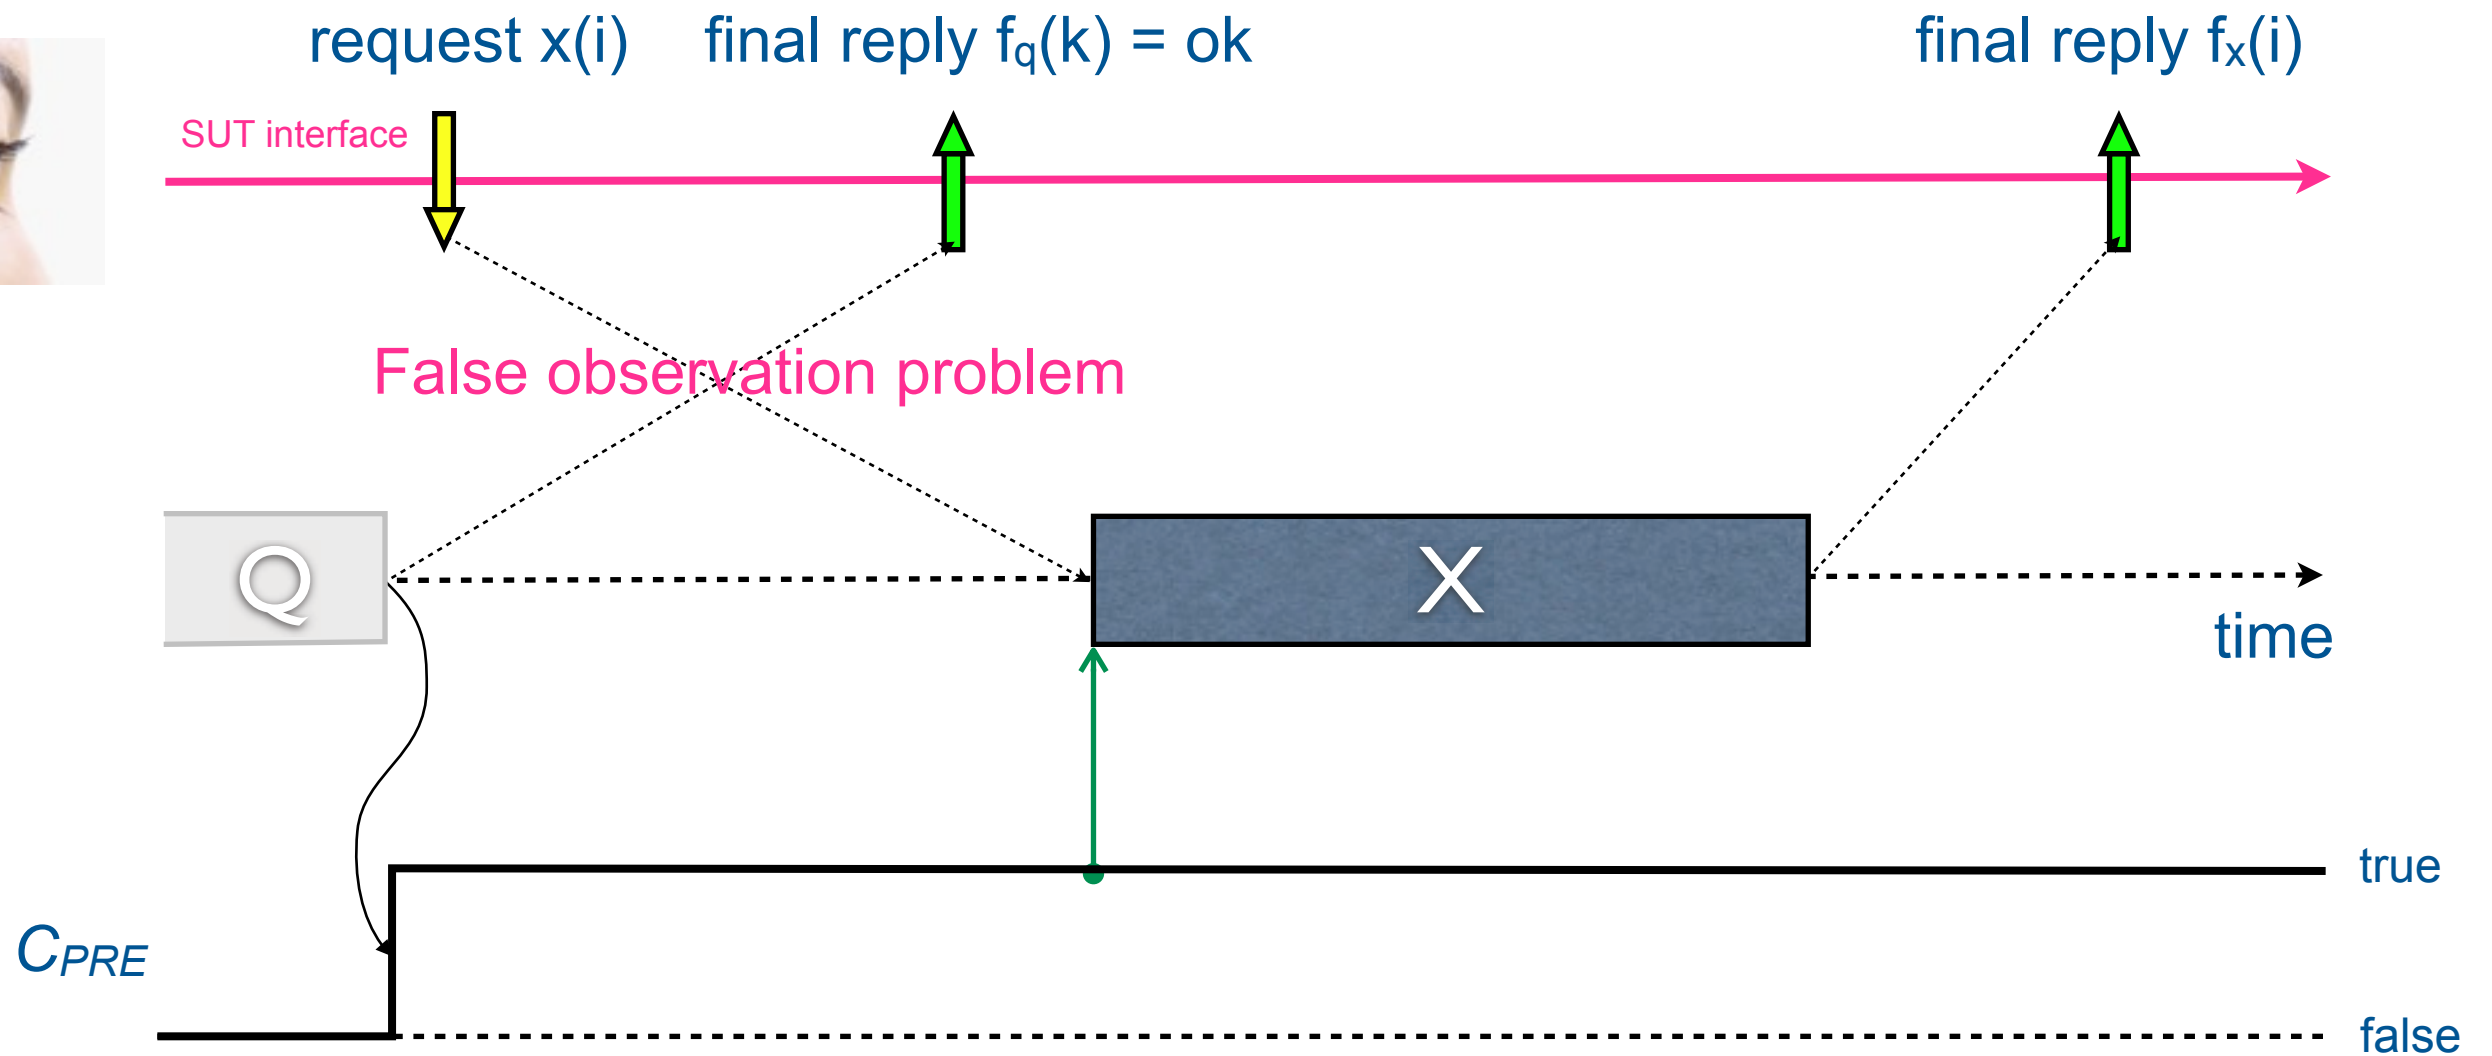 request x(i) final reply fq(k) = ok final reply fx(i)
SUT interface
False observation problem
Q X
time
true
CPRE
false